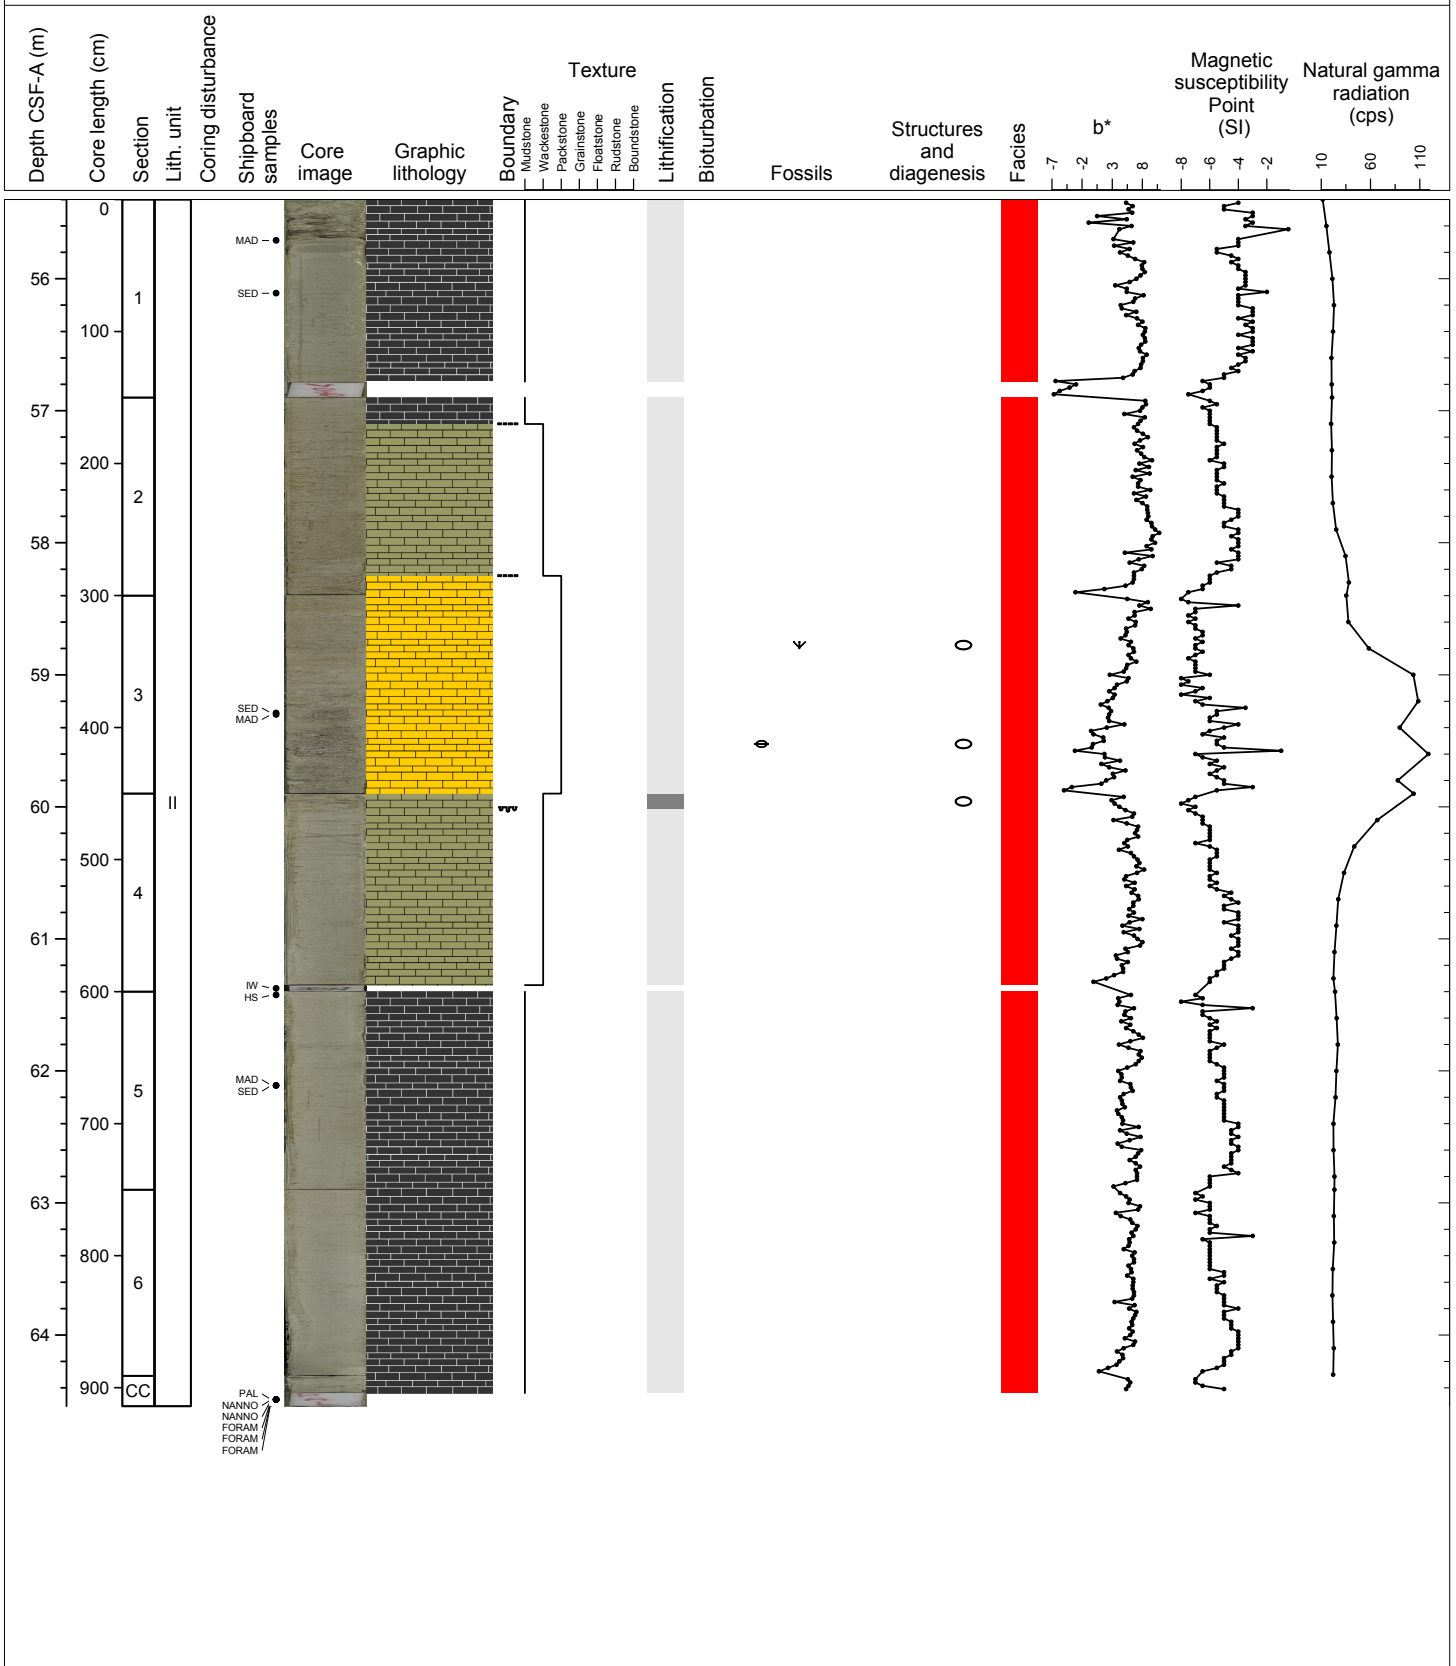 Depth CSF-A (m)
Core length (cm)
Section
Lith. unit
Coring disturbance
Shipboard
samples
Core
image
Graphic
lithology
Boundary
Texture
Mudstone
Wackestone
Packstone
Grainstone
Floatstone
Rudstone
Boundstone
Lithification
Bioturbation
Fossils
Structures
and
diagenesis
Facies
b*
-7 -2 3 8
Magnetic
susceptibility
Point
(SI)
-8 -6 -4 -2
Natural gamma
radiation
(cps)
10 60 110
0
MAD
56
SED
1
100
57
200
2
58
300
59
3
SED
MAD
400
II
60
500
4
61
IW
600
HS
62
MAD
5
SED
700
63
800
6
64
900
CC
PAL
NANNO
NANNO
FORAM
FORAM
FORAM